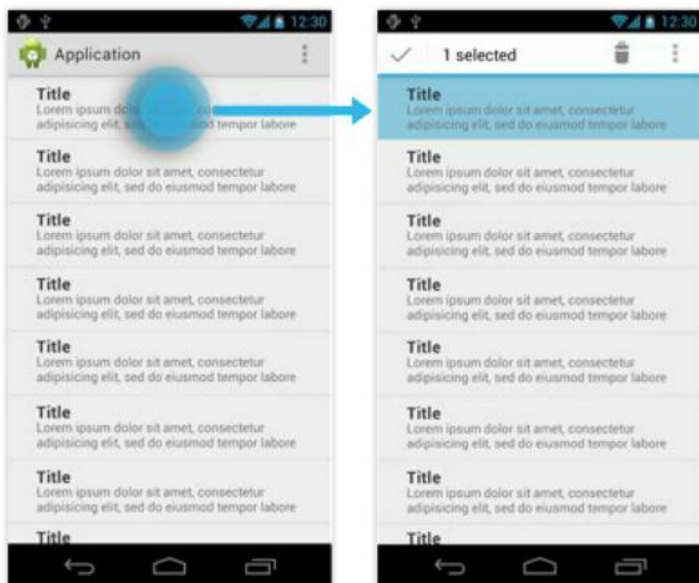 12:30
Application
Title
Lorem ipsum
adipisicing elit, tempor labore
Title
Lorem ipsum dolor sit amet, consectetur
adipisicing elit, sed do eiusmod tempor labore
Title
Lorem ipsum dolor sit amet, consectetur
adipisicing elit, sed do eiusmod tempor labore
Title
Lorem ipsum dolor sit amet, consectetur
adipisicing elit, sed do eiusmod tempor labore
Title
Lorem ipsum dolor sit amet, consectetur
adipisicing elit, sed do eiusmod tempor labore
Title
Lorem ipsum dolor sit amet, consectetur
adipisicing elit, sed do eiusmod tempor labore
Title
Lorem ipsum dolor sit amet, consectetur
adipisicing elit, sed do eiusmod tempor labore
Title
12:30
1 selected
Title
Lorem ipsum dolor sit amet, consectetur
adipisicing elit, sed do eiusmod tempor labore
Title
Lorem ipsum dolor sit amet, consectetur
adipisicing elit, sed do eiusmod tempor labore
Title
Lorem ipsum dolor sit amet, consectetur
adipisicing elit, sed do eiusmod tempor labore
Title
Lorem ipsum dolor sit amet, consectetur
adipisicing elit, sed do eiusmod tempor labore
Title
Lorem ipsum dolor sit amet, consectetur
adipisicing elit, sed do eiusmod tempor labore
Title
Lorem ipsum dolor sit amet, consectetur
adipisicing elit, sed do eiusmod tempor labore
Title
Lorem ipsum dolor sit amet, consectetur
adipisicing elit, sed do eiusmod tempor labore
Title